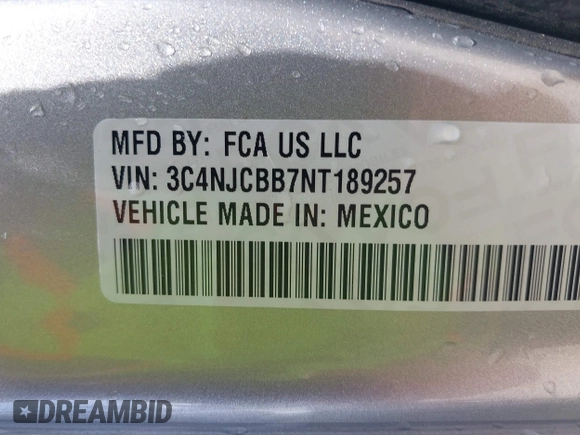 MFD BY: FCA US LLC
VIN: 3C4NJCBB7NT189257
VEHICLE MADE IN: MEXICO
DREAMBID